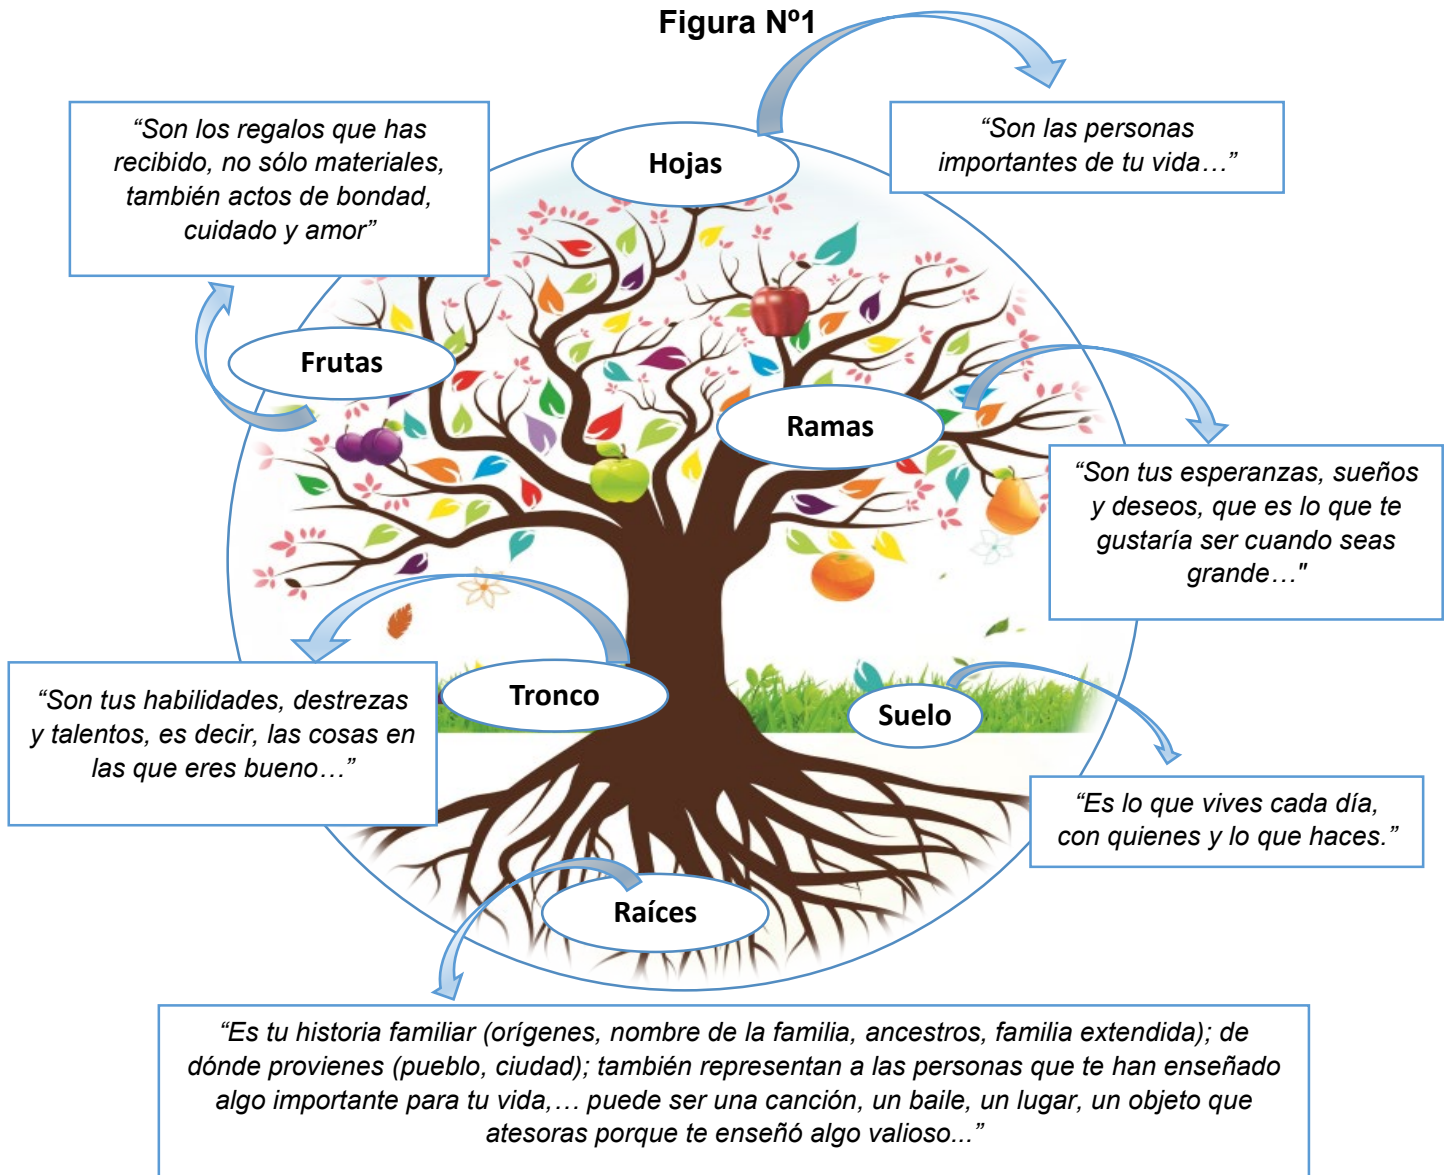 Figura Nº1
“Son los regalos que has
recibido, no sólo materiales,
también actos de bondad,
cuidado y amor”
Hojas
“Son las personas
importantes de tu vida…”
Frutas
Ramas
“Son tus esperanzas, sueños
y deseos, que es lo que te
gustaría ser cuando seas
grande…"
“Son tus habilidades, destrezas
y talentos, es decir, las cosas en
las que eres bueno…”
Tronco
Suelo
“Es lo que vives cada día,
con quienes y lo que haces.”
Raíces
“Es tu historia familiar (orígenes, nombre de la familia, ancestros, familia extendida); de
dónde provienes (pueblo, ciudad); también representan a las personas que te han enseñado
algo importante para tu vida,… puede ser una canción, un baile, un lugar, un objeto que
atesoras porque te enseñó algo valioso...”